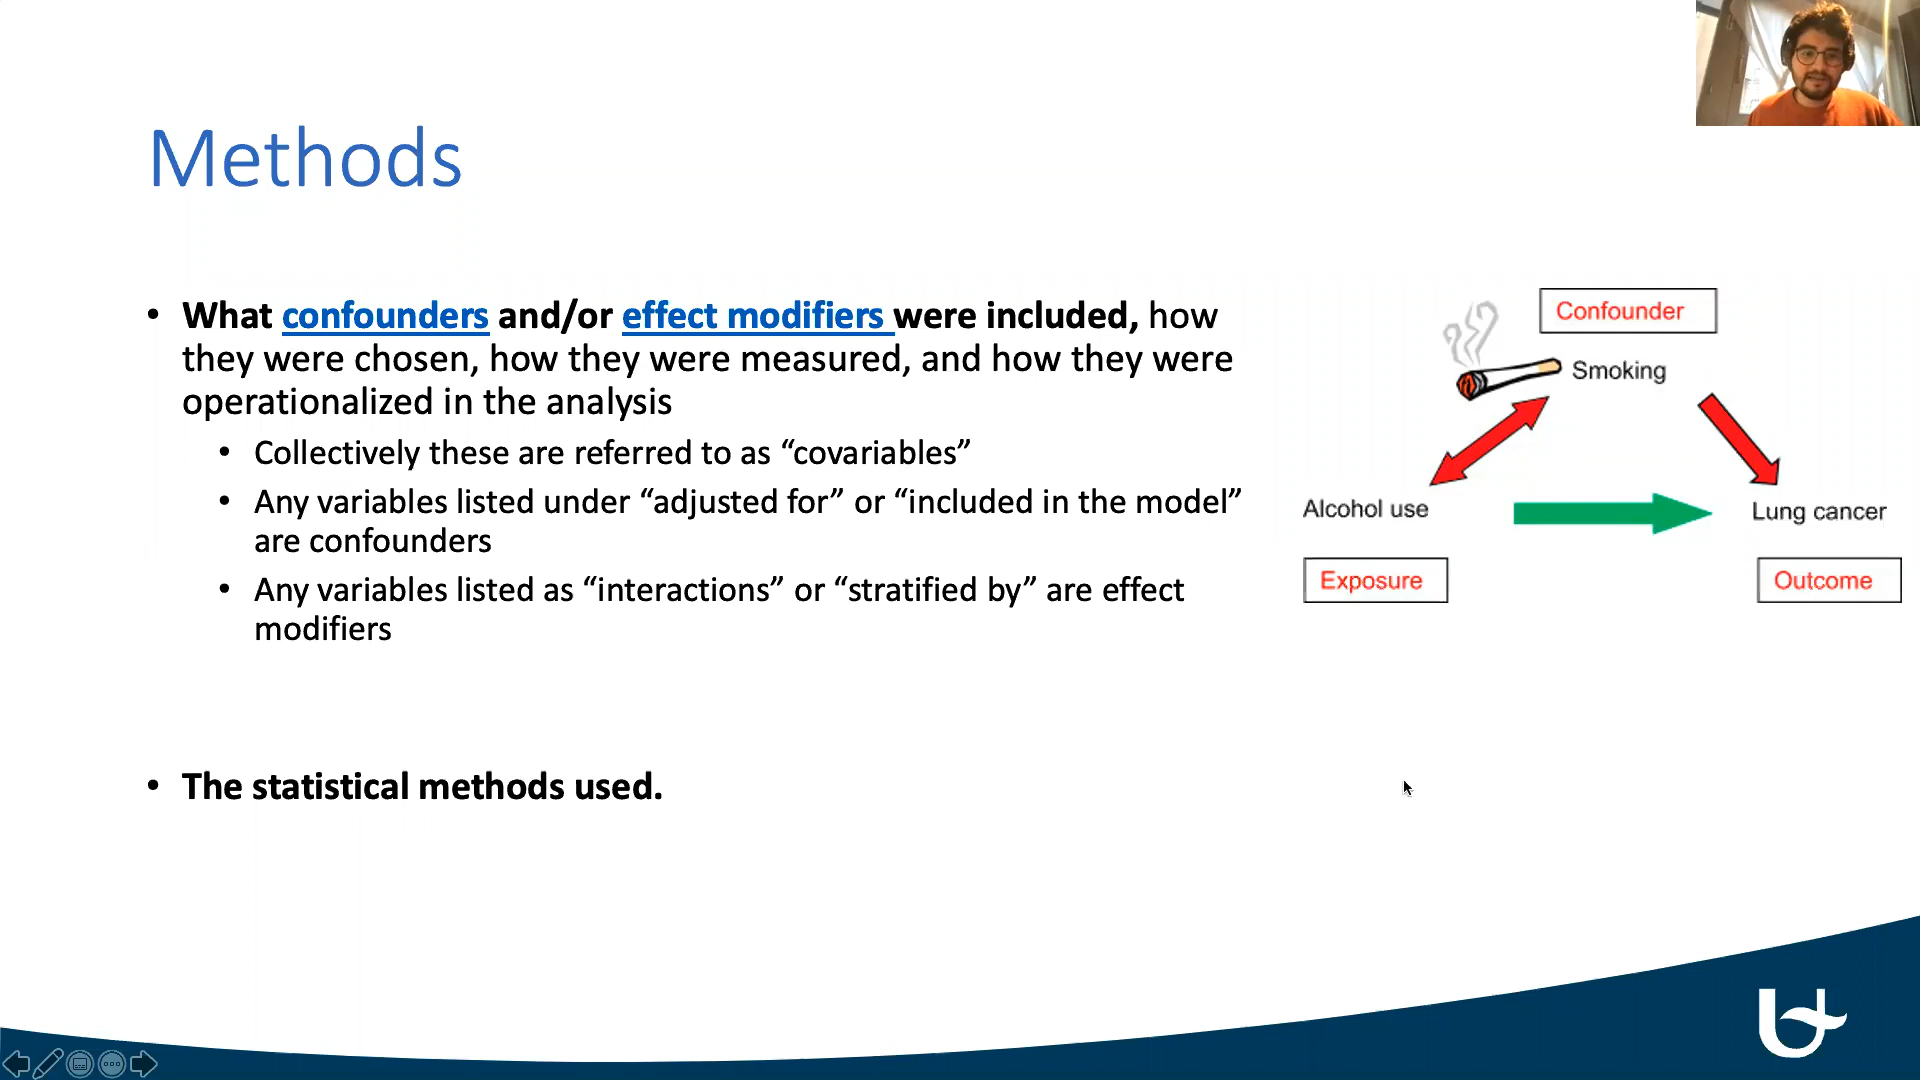 Methods
• What confounders and/or effect modifiers were included, how
they were chosen, how they were measured, and how they were
operationalized in the analysis
• Collectively these are referred to as “covariables”
• Any variables listed under “adjusted for” or “included in the model”
are confounders
• Any variables listed as “interactions” or “stratified by” are effect
modifiers
• The statistical methods used.
Confounder
Smoking
Alcohol use
Lung cancer
Exposure
Outcome